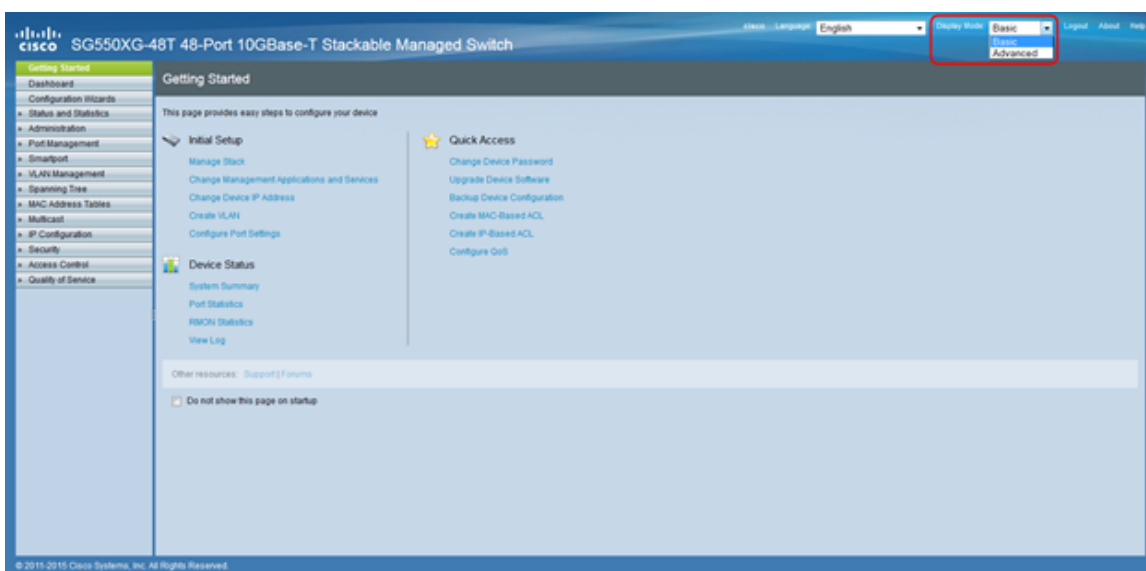 cisco Language: English Display Mode: Basic Logout About Help
Basic
Advanced
CISCO SG550XG-48T 48-Port 10GBase-T Stackable Managed Switch
Getting Started
Dashboard
Configuration Wizards
Status and Statistics
Administration
Port Management
Smartport
VLAN Management
Spanning Tree
MAC Address Tables
Multicast
IP Configuration
Security
Access Control
Quality of Service
Getting Started
This page provides easy steps to configure your device
Initial Setup
Manage Stack
Change Management Applications and Services
Change Device IP Address
Create VLAN
Configure Port Settings
Device Status
System Summary
Port Statistics
RMON Statistics
View Log
Quick Access
Change Device Password
Upgrade Device Software
Backup Device Configuration
Create MAC-Based ACL
Create IP-Based ACL
Configure QoS
Other resources: Support | Forums
Do not show this page on startup
© 2011-2015 Cisco Systems, Inc. All Rights Reserved.